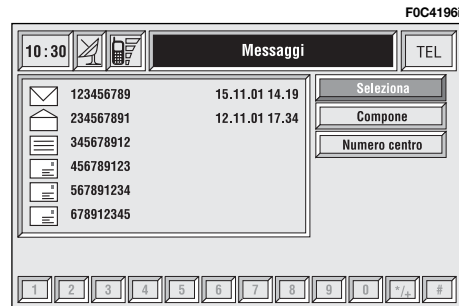 F0C4196i
10:30 Messaggi TEL
123456789 15.11.01 14.19
234567891 12.11.01 17.34
345678912
456789123
567891234
678912345
Seleziona
Compone
Numero centro
1 2 3 4 5 6 7 8 9 0 */+ #